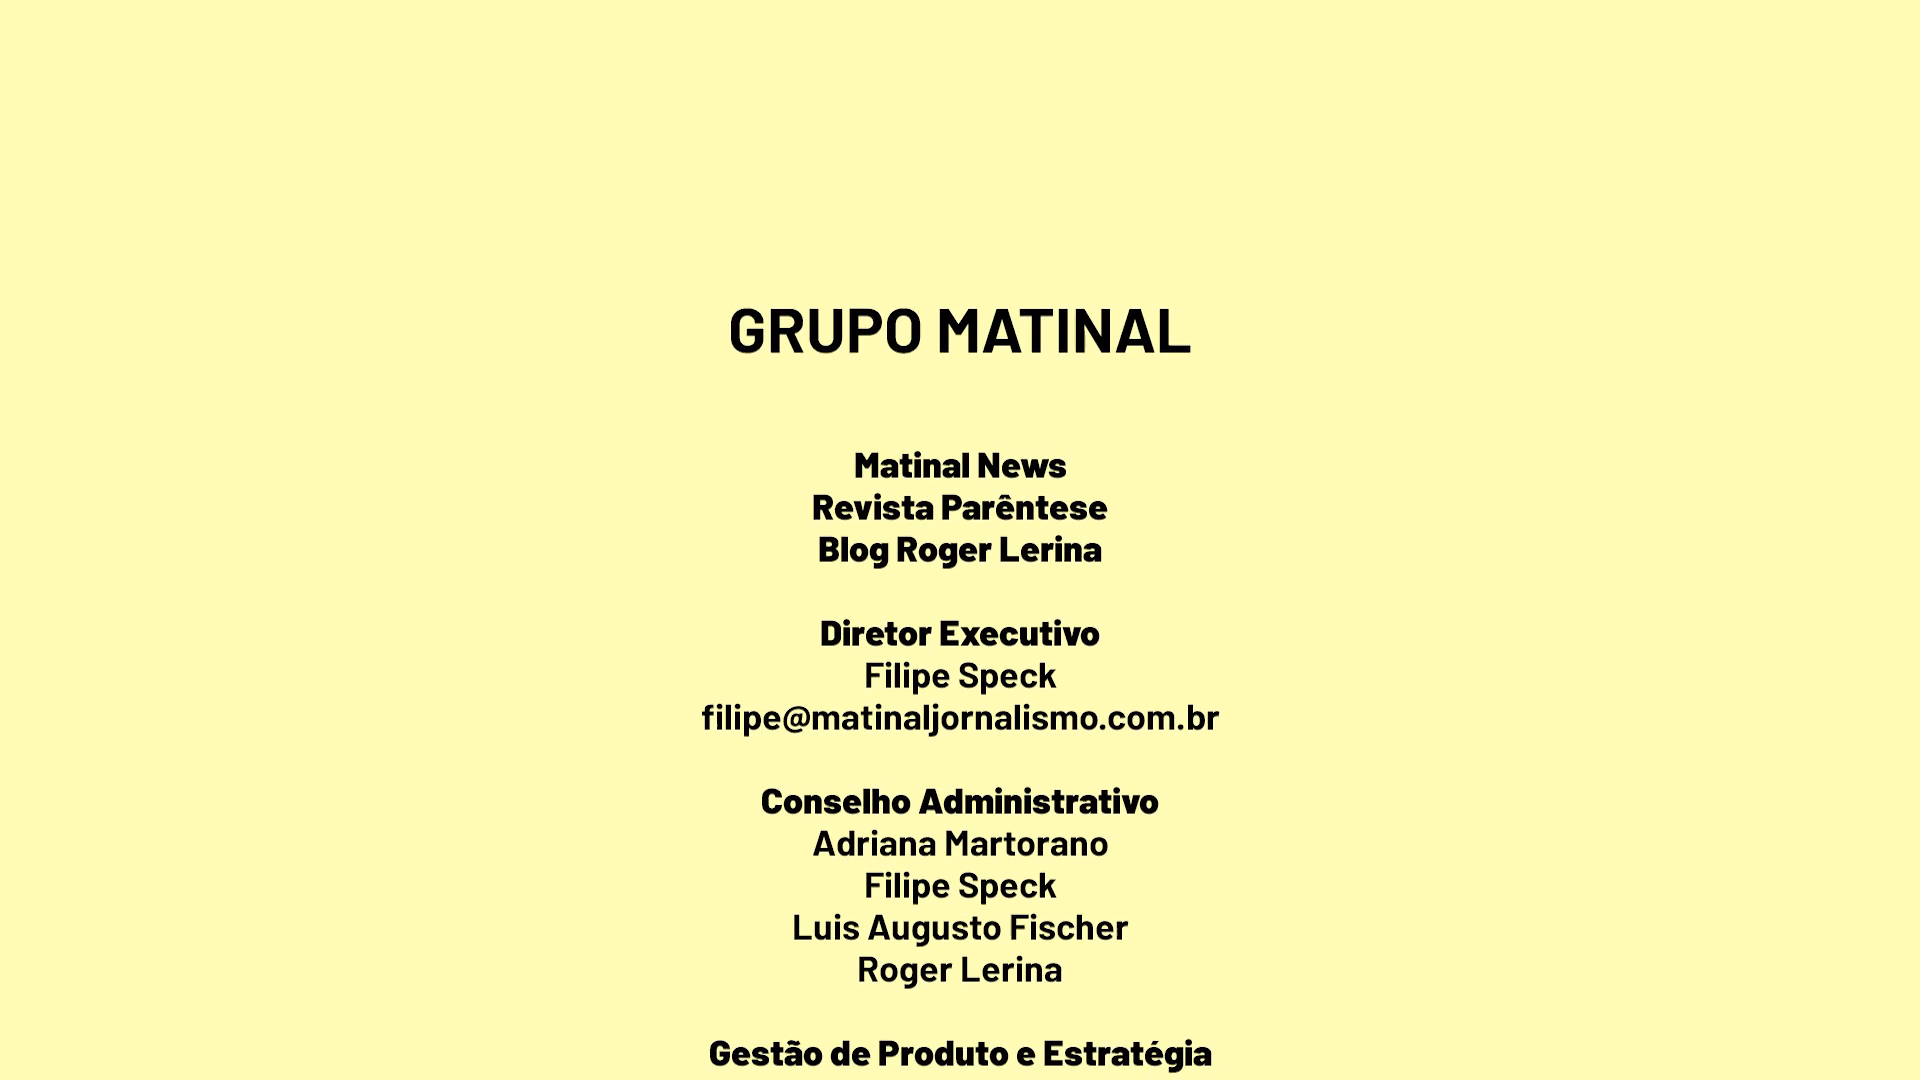 GRUPO MATINAL
Matinal News
Revista Parêntese
Blog Roger Lerina
Diretor Executivo
Filipe Speck
filipe@matinaljornalismo.com.br
Conselho Administrativo
Adriana Martorano
Filipe Speck
Luis Augusto Fischer
Roger Lerina
Gestão de Produto e Estratégia